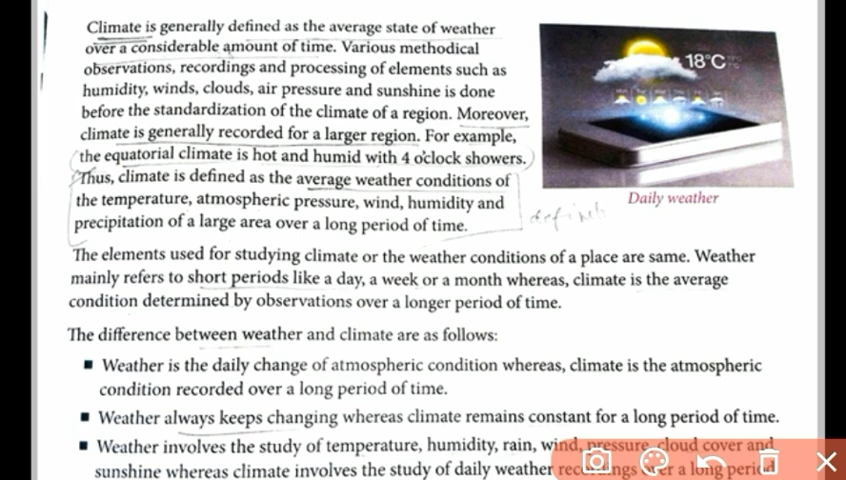 Climate is generally defined as the average state of weather
over a considerable amount of time. Various methodical
observations, recordings and processing of elements such as
humidity, winds, clouds, air pressure and sunshine is done
before the standardization of the climate of a region. Moreover,
climate is generally recorded for a larger region. For example,
the equatorial climate is hot and humid with 4 o'clock showers.
Thus, climate is defined as the average weather conditions of
the temperature, atmospheric pressure, wind, humidity and
precipitation of a large area over a long period of time.
18°C
Daily weather
The elements used for studying climate or the weather conditions of a place are same. Weather
mainly refers to short periods like a day, a week or a month whereas, climate is the average
condition determined by observations over a longer period of time.
The difference between weather and climate are as follows:
■ Weather is the daily change of atmospheric condition whereas, climate is the atmospheric
condition recorded over a long period of time.
■ Weather always keeps changing whereas climate remains constant for a long period of time.
■ Weather involves the study of temperature, humidity, rain, wind, pressure, cloud cover and
sunshine whereas climate involves the study of daily weather recordings over a long period